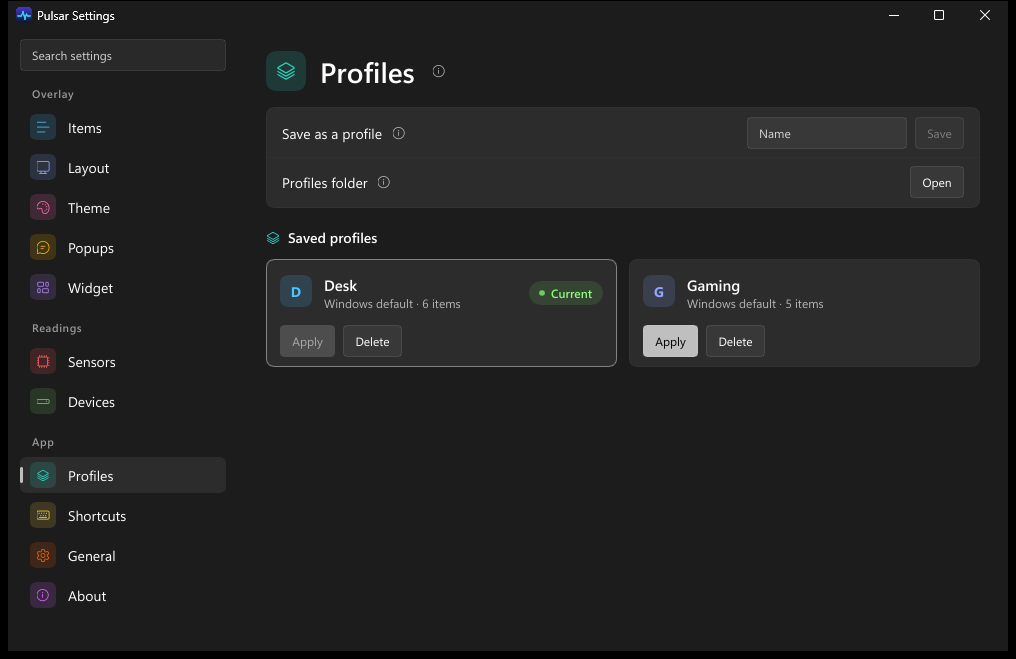 Pulsar Settings
Search settings
Overlay
Items
Layout
Theme
Popups
Widget
Readings
Sensors
Devices
App
Profiles
Shortcuts
General
About
Profiles
Save as a profile
Name
Save
Profiles folder
Open
Saved profiles
D
Desk
Windows default · 6 items
Current
Apply
Delete
G
Gaming
Windows default · 5 items
Apply
Delete